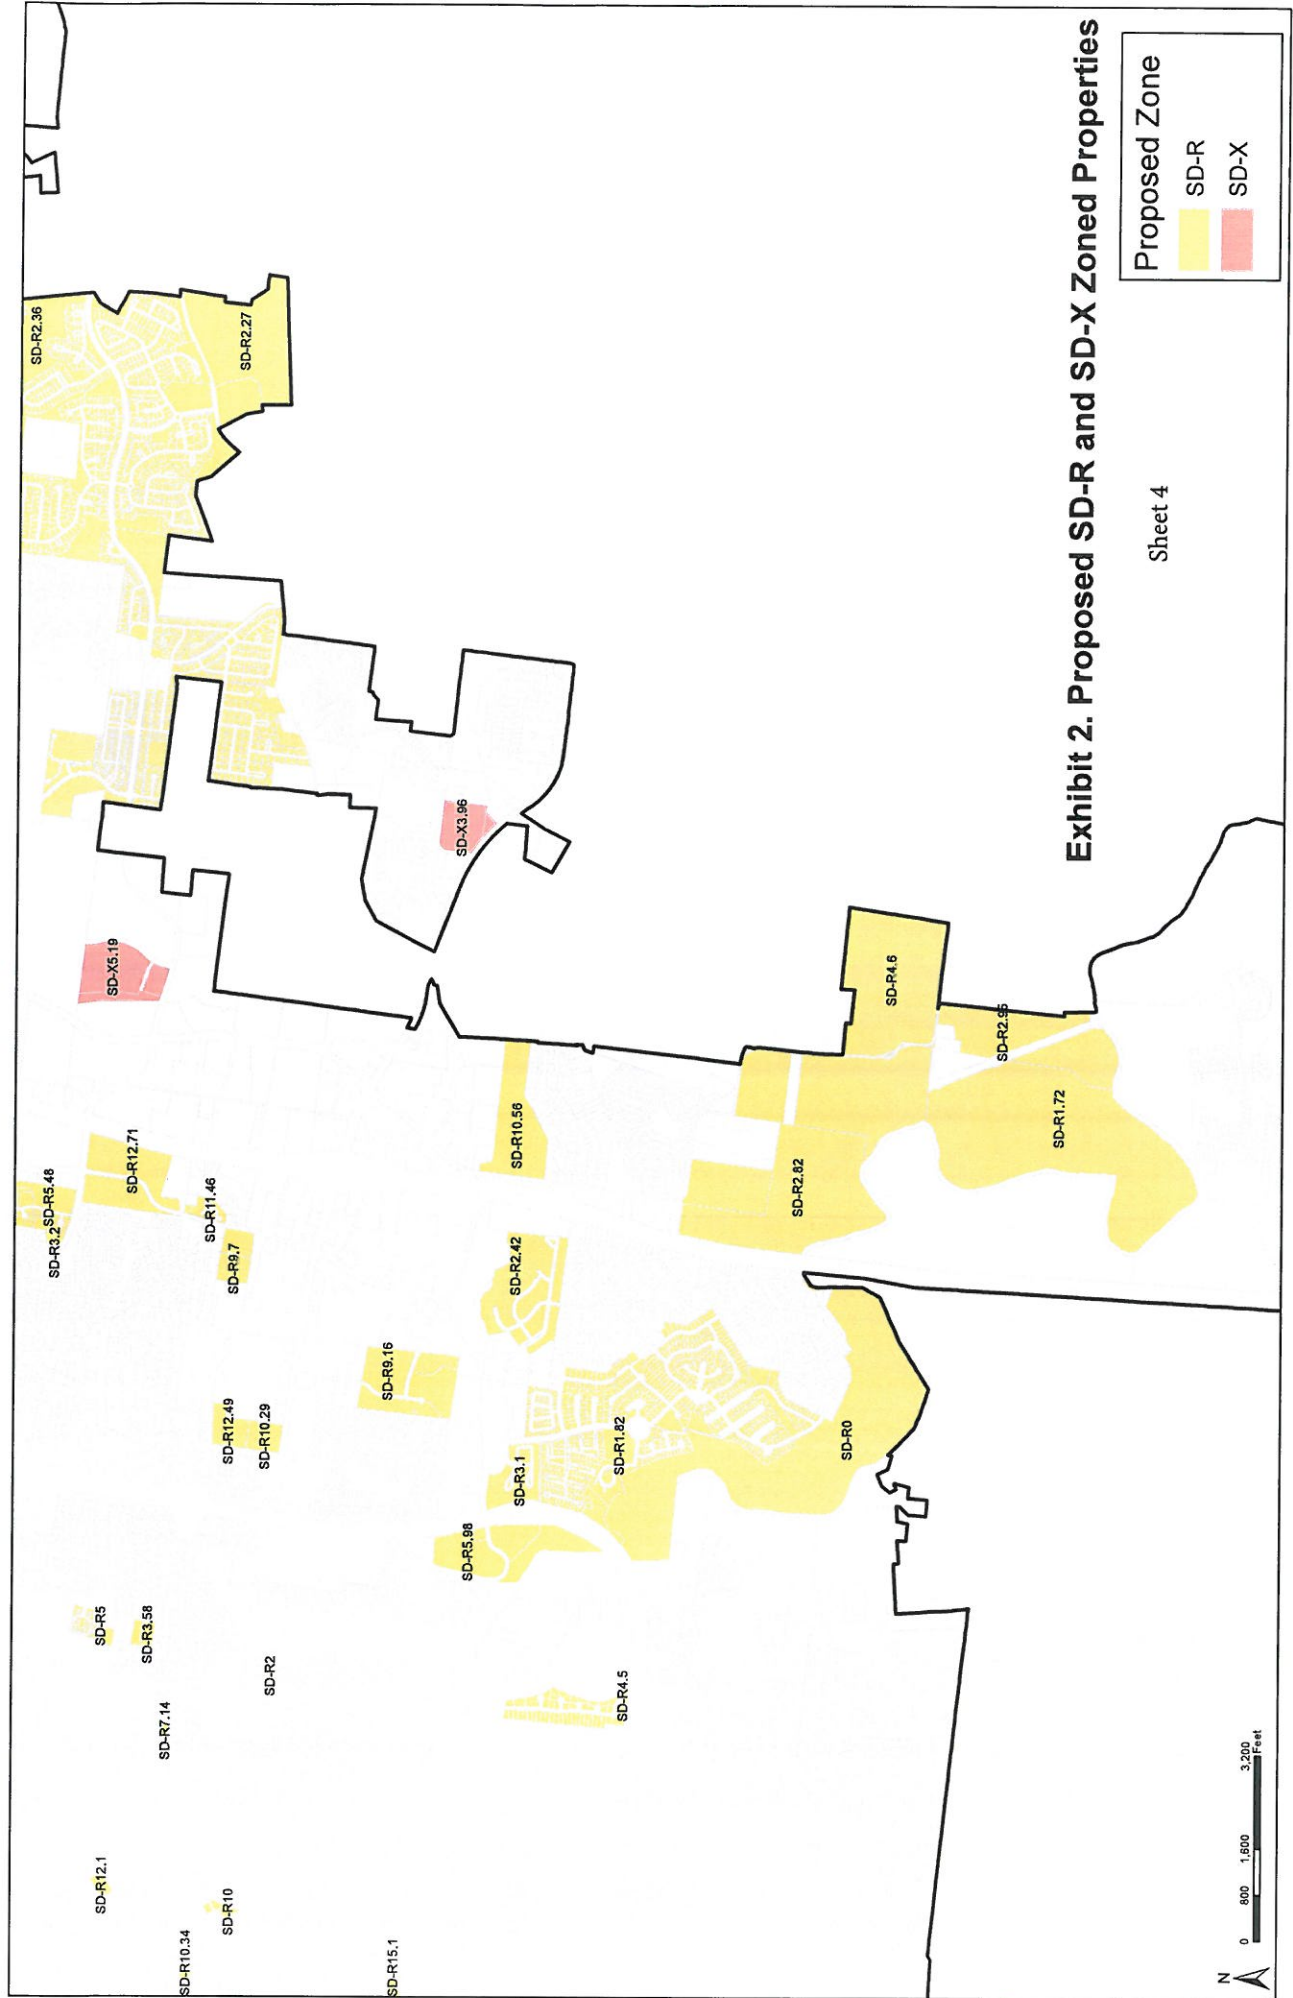 SD-R2.36
SD-R2.27
SD-X3.96
SD-X5.19
SD-R4.6
SD-R2.95
SD-R1.72
SD-R2.82
SD-R10.56
SD-R12.71
SD-R5.48
SD-R3.2
SD-R11.46
SD-R9.7
SD-R2.42
SD-R9.16
SD-R12.49
SD-R10.29
SD-R1.82
SD-R3.1
SD-R0
SD-R5.98
SD-R5
SD-R3.58
SD-R2
SD-R7.14
SD-R4.5
SD-R12.1
SD-R10
SD-R10.34
SD-R15.1
Exhibit 2. Proposed SD-R and SD-X Zoned Properties
Sheet 4
Proposed Zone
SD-R
SD-X
N
0 800 1,600 3,200
Feet